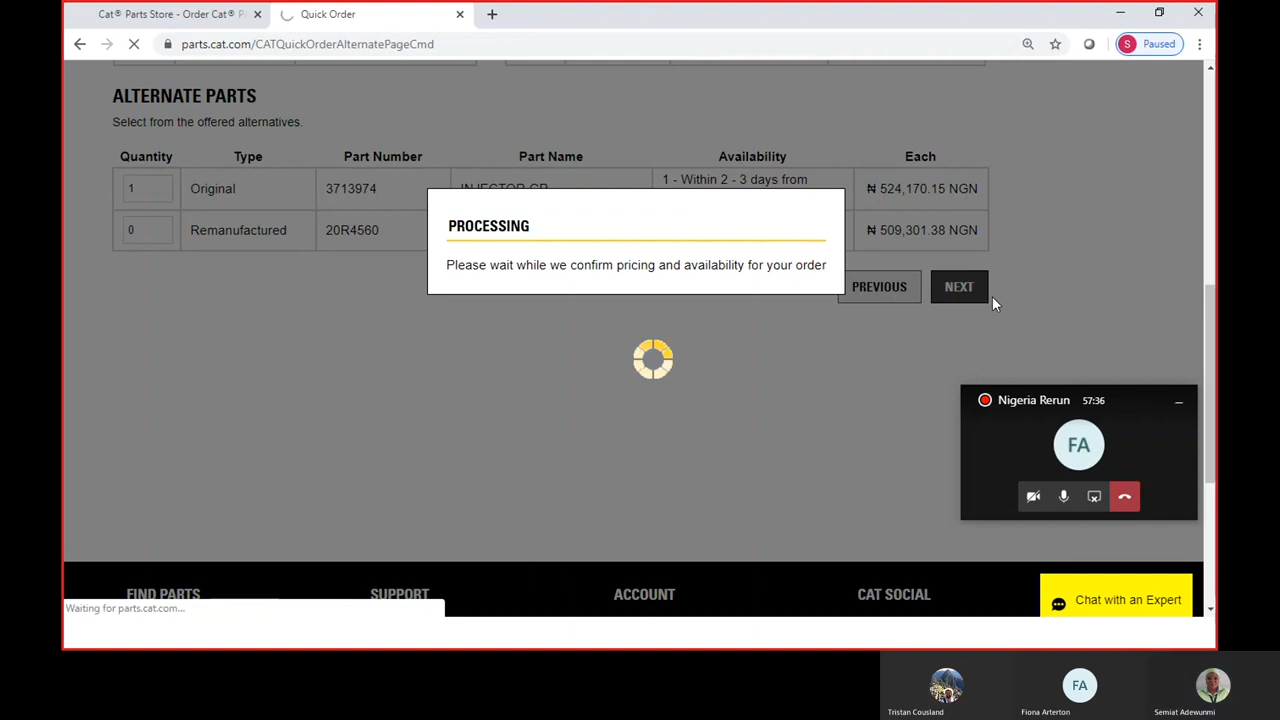 Cat® Parts Store - Order Cat® P
Quick Order
parts.cat.com/CATQuickOrderAlternatePageCmd
S Paused
ALTERNATE PARTS
Select from the offered alternatives.
Quantity Type Part Number Part Name Availability Each
1 Original 3713974 INJECTOR GP 1 - Within 2 - 3 days from ₦ 524,170.15 NGN
0 Remanufactured 20R4560 ₦ 509,301.38 NGN
PROCESSING
Please wait while we confirm pricing and availability for your order
PREVIOUS NEXT
Nigeria Rerun 57:36
FA
FIND PARTS SUPPORT ACCOUNT CAT SOCIAL
Chat with an Expert
Waiting for parts.cat.com...
FA
Tristan Cousland Fiona Arterton Semiat Adewunmi